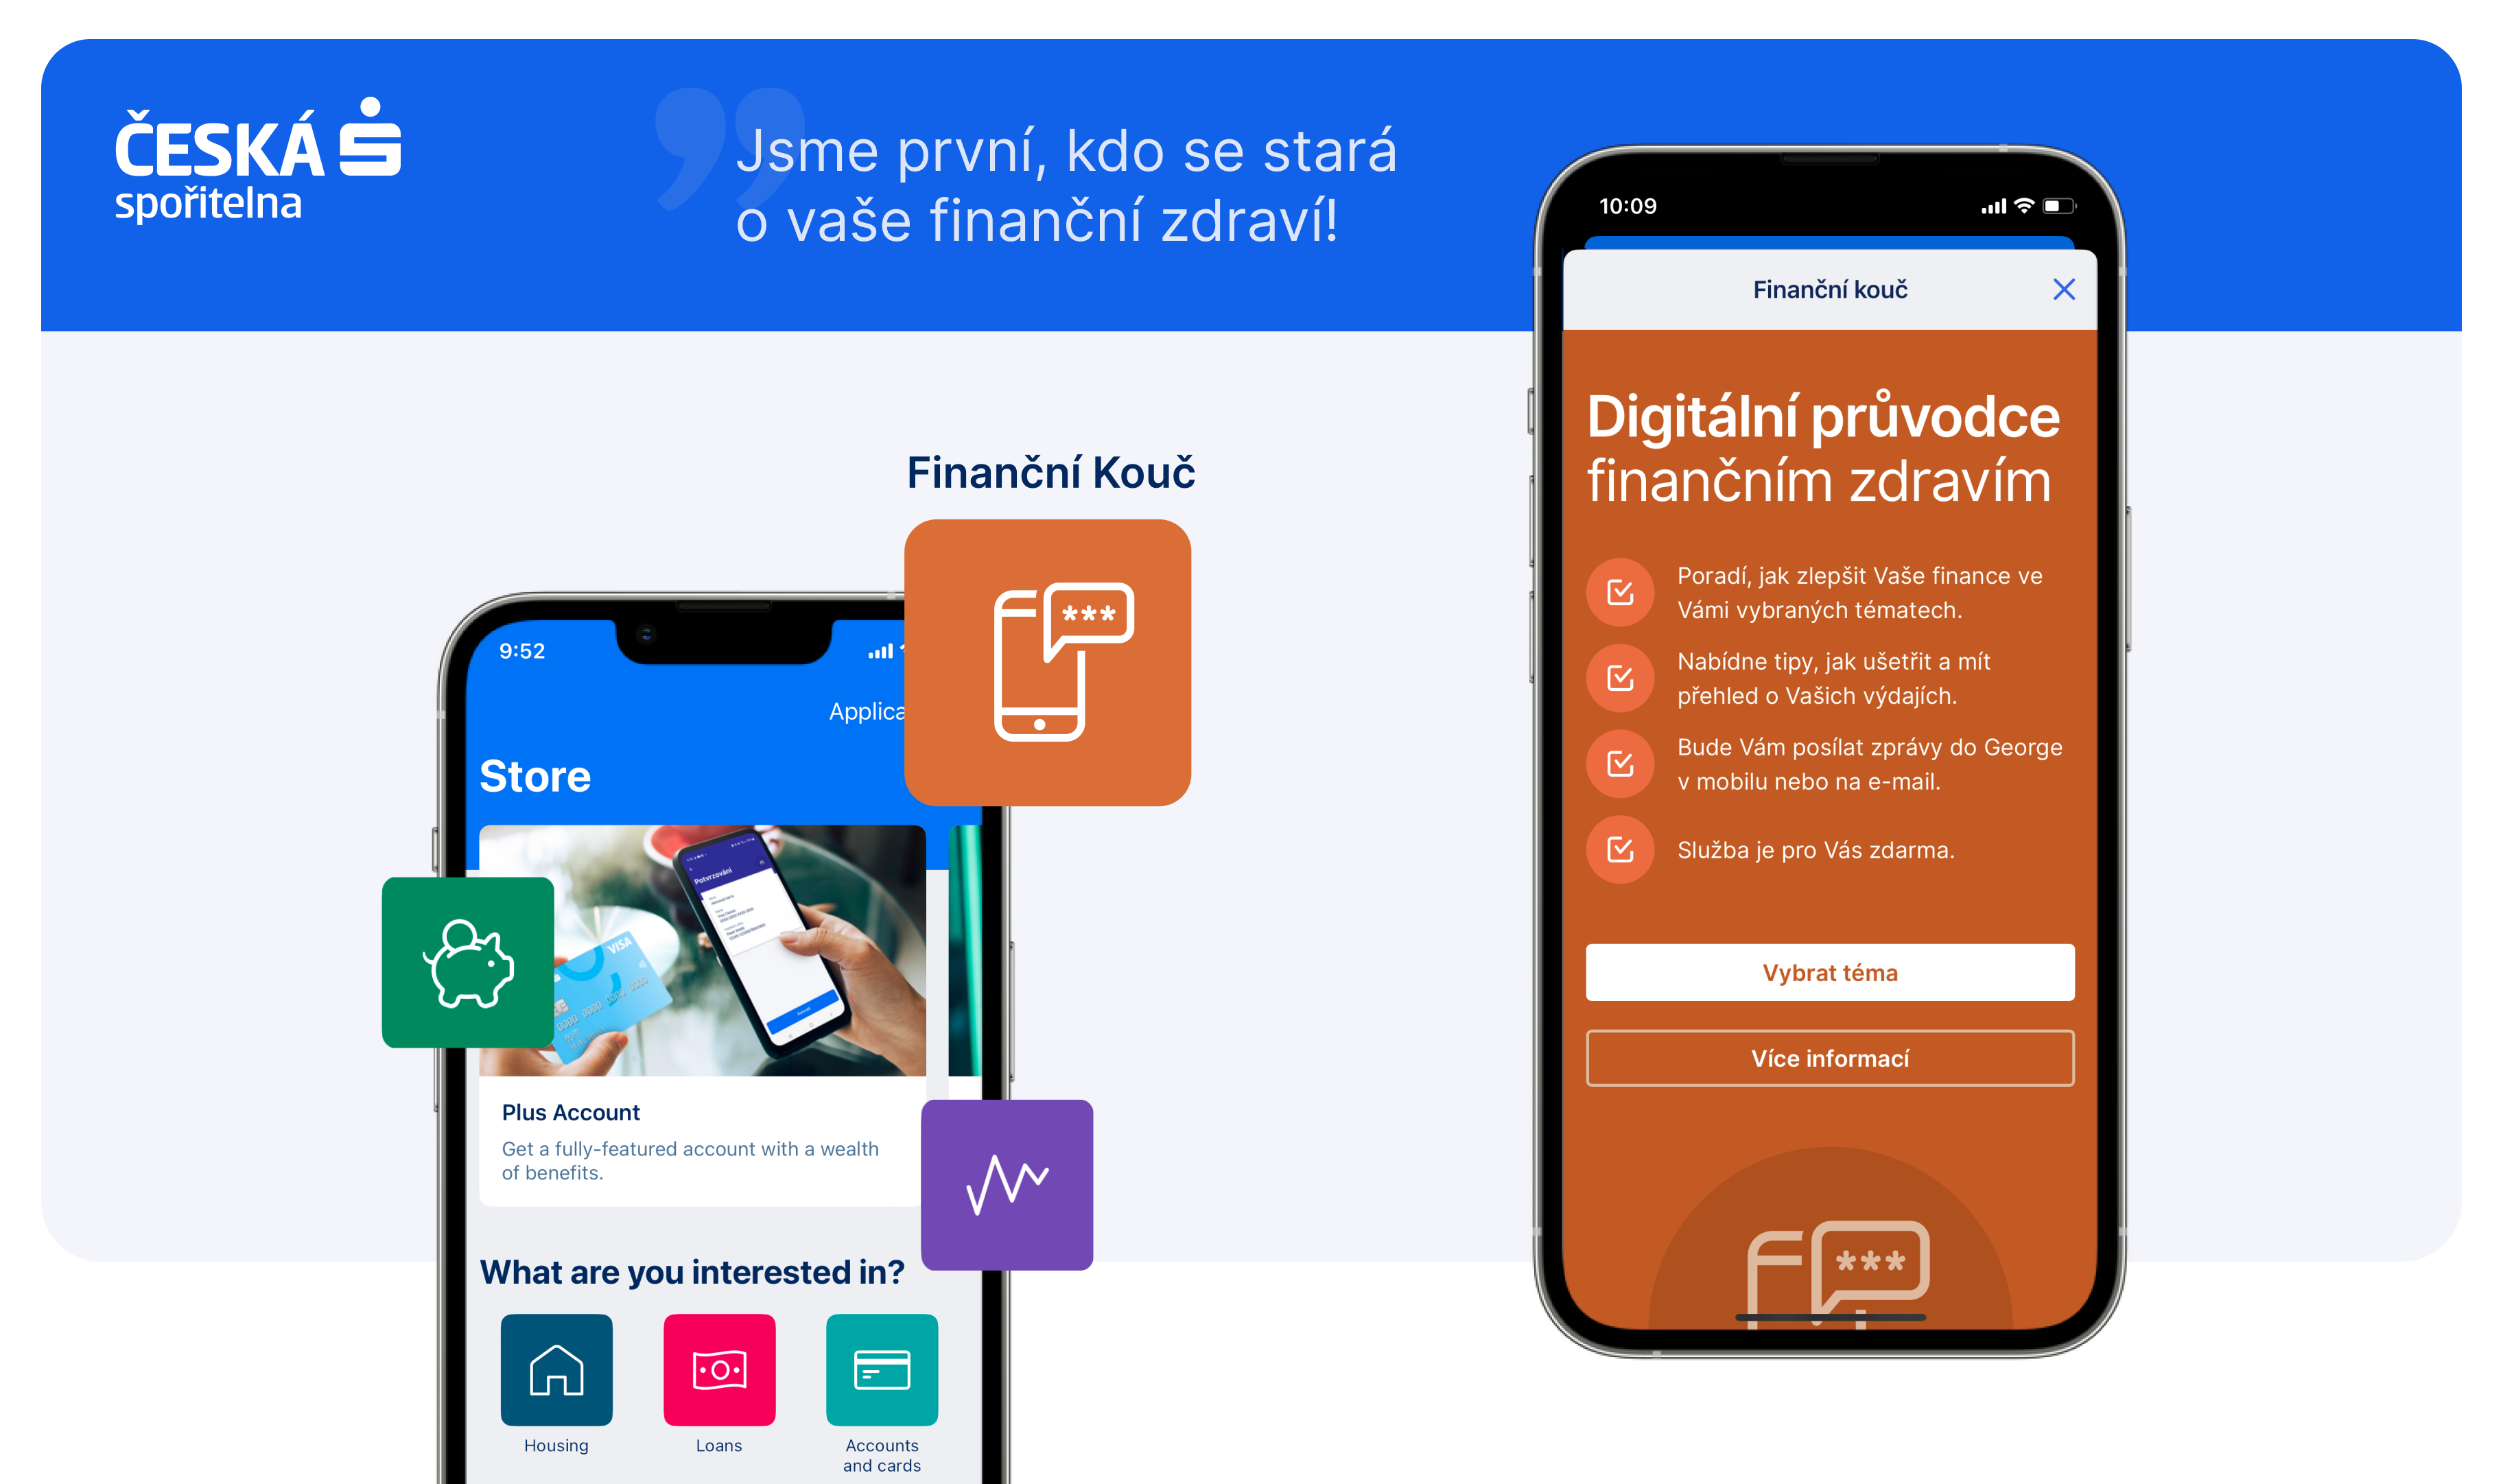 ČESKÁ
spořitelna
Jsme první, kdo se stará
o vaše finanční zdraví!
Finanční Kouč
9:52
Applica
Store
Potvrzování
VISA
Plus Account
Get a fully-featured account with a wealth
of benefits.
What are you interested in?
Housing
Loans
Accounts
and cards
10:09
Finanční kouč
Digitální průvodce
finančním zdravím
Poradí, jak zlepšit Vaše finance ve
Vámi vybraných tématech.
Nabídne tipy, jak ušetřit a mít
přehled o Vašich výdajích.
Bude Vám posílat zprávy do George
v mobilu nebo na e-mail.
Služba je pro Vás zdarma.
Vybrat téma
Více informací